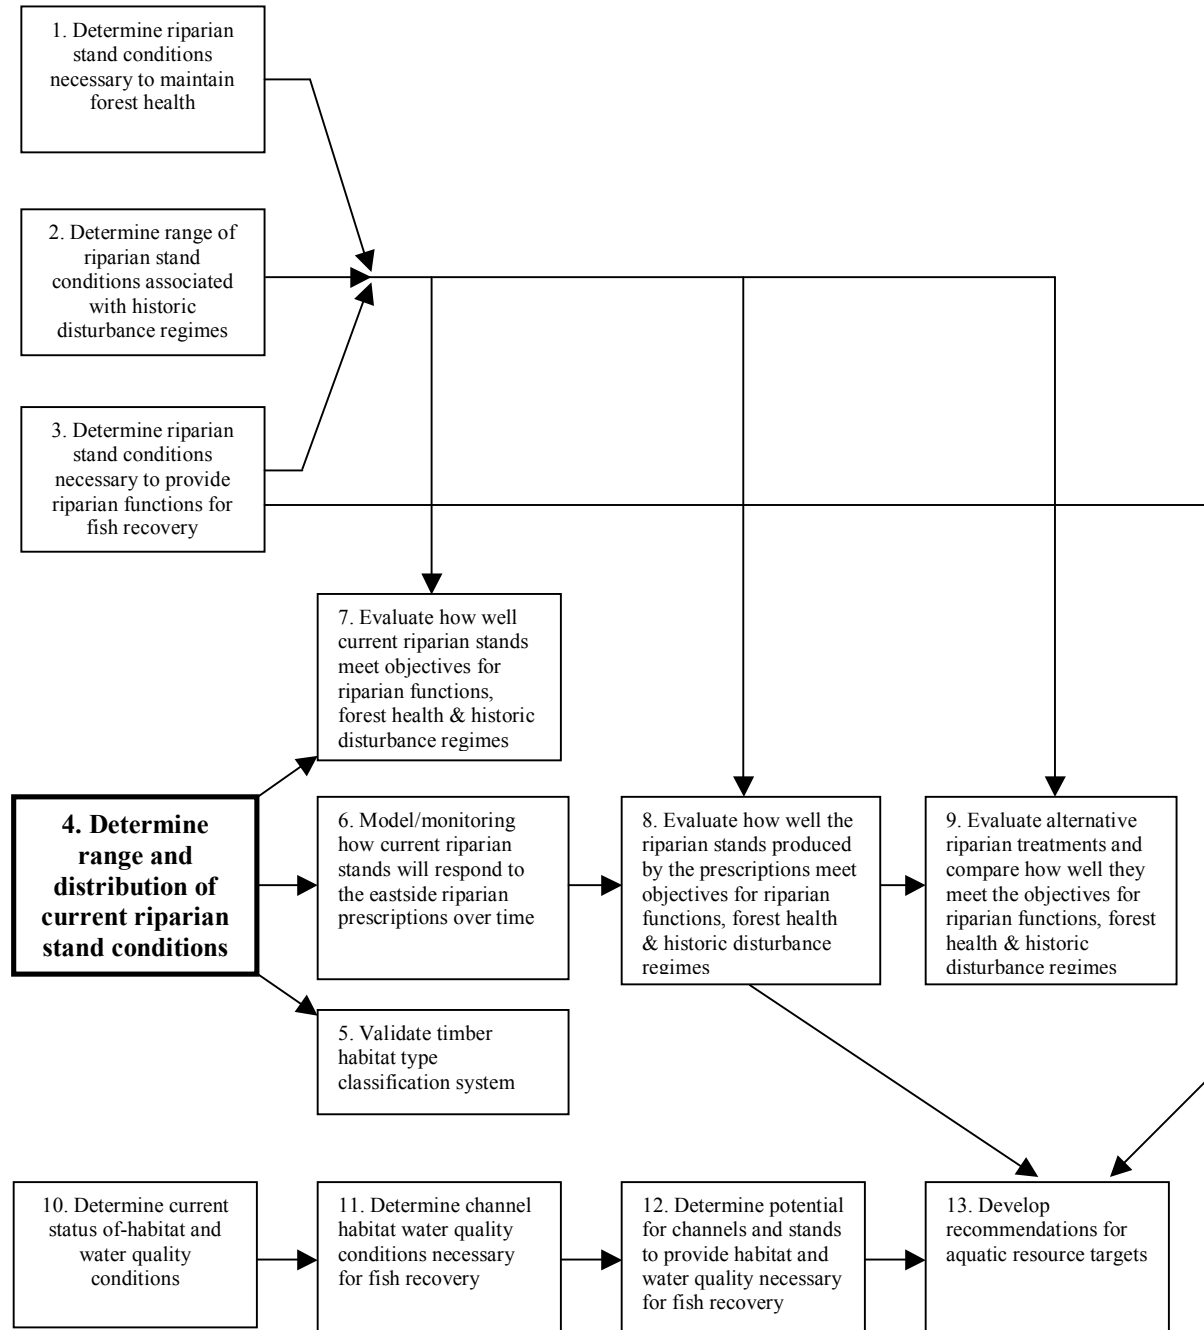 1. Determine riparian
stand conditions
necessary to maintain
forest health
2. Determine range of
riparian stand
conditions associated
with historic
disturbance regimes
3. Determine riparian
stand conditions
necessary to provide
riparian functions for
fish recovery
7. Evaluate how well
current riparian stands
meet objectives for
riparian functions,
forest health & historic
disturbance regimes
4. Determine
range and
distribution of
current riparian
stand conditions
6. Model/monitoring
how current riparian
stands will respond to
the eastside riparian
prescriptions over time
8. Evaluate how well the
riparian stands produced
by the prescriptions meet
objectives for riparian
functions, forest health
& historic disturbance
regimes
9. Evaluate alternative
riparian treatments and
compare how well they
meet the objectives for
riparian functions, forest
health & historic
disturbance regimes
5. Validate timber
habitat type
classification system
10. Determine current
status of-habitat and
water quality
conditions
11. Determine channel
habitat water quality
conditions necessary
for fish recovery
12. Determine potential
for channels and stands
to provide habitat and
water quality necessary
for fish recovery
13. Develop
recommendations for
aquatic resource targets